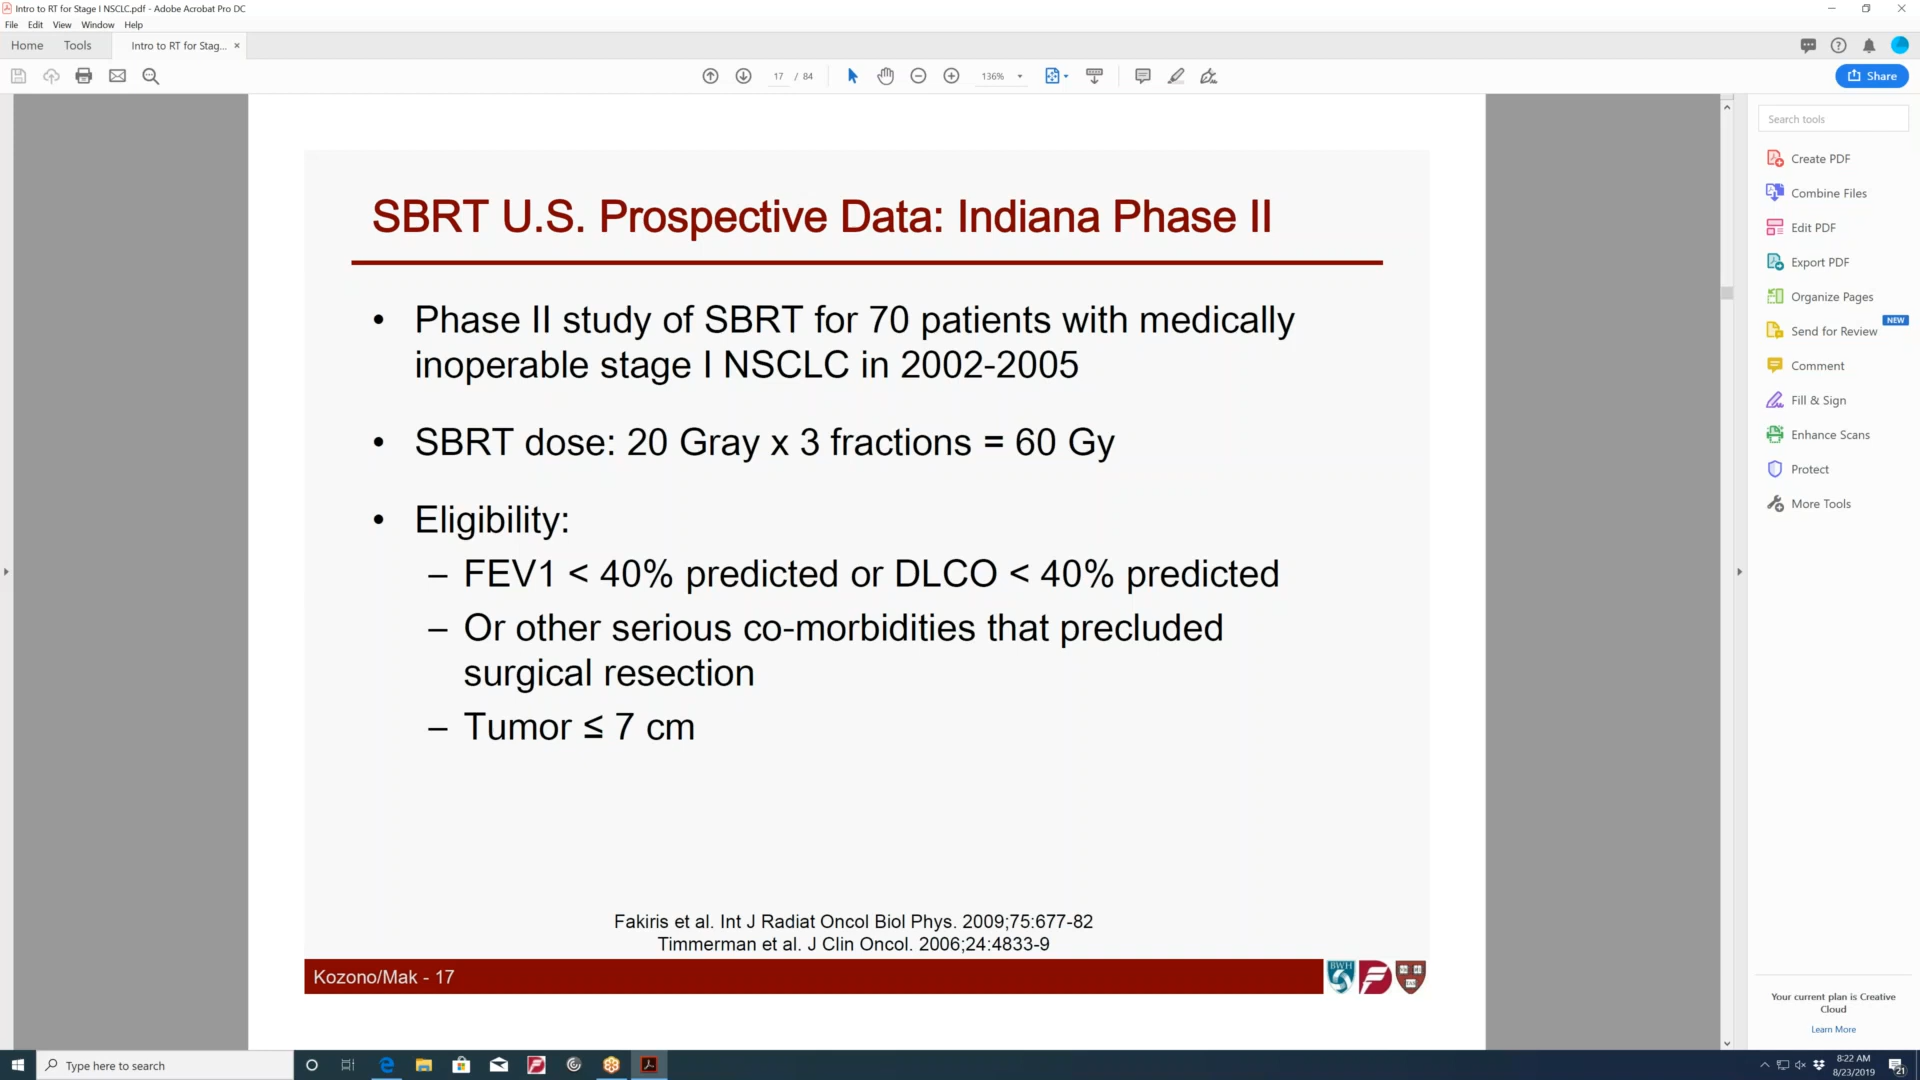 Intro to RT for Stage I NSCLC.pdf - Adobe Acrobat Pro DC
File Edit View Window Help
Home Tools Intro to RT for Stag... ×
17 / 84 136%
Share
Search tools
Create PDF
Combine Files
Edit PDF
Export PDF
Organize Pages
Send for Review NEW
Comment
Fill & Sign
Enhance Scans
Protect
More Tools
Your current plan is Creative
Cloud
Learn More
SBRT U.S. Prospective Data: Indiana Phase II
• Phase II study of SBRT for 70 patients with medically
inoperable stage I NSCLC in 2002-2005
• SBRT dose: 20 Gray x 3 fractions = 60 Gy
• Eligibility:
– FEV1 < 40% predicted or DLCO < 40% predicted
– Or other serious co-morbidities that precluded
surgical resection
– Tumor ≤ 7 cm
Fakiris et al. Int J Radiat Oncol Biol Phys. 2009;75:677-82
Timmerman et al. J Clin Oncol. 2006;24:4833-9
Kozono/Mak - 17
BWH
Type here to search
8:22 AM
8/23/2019
21